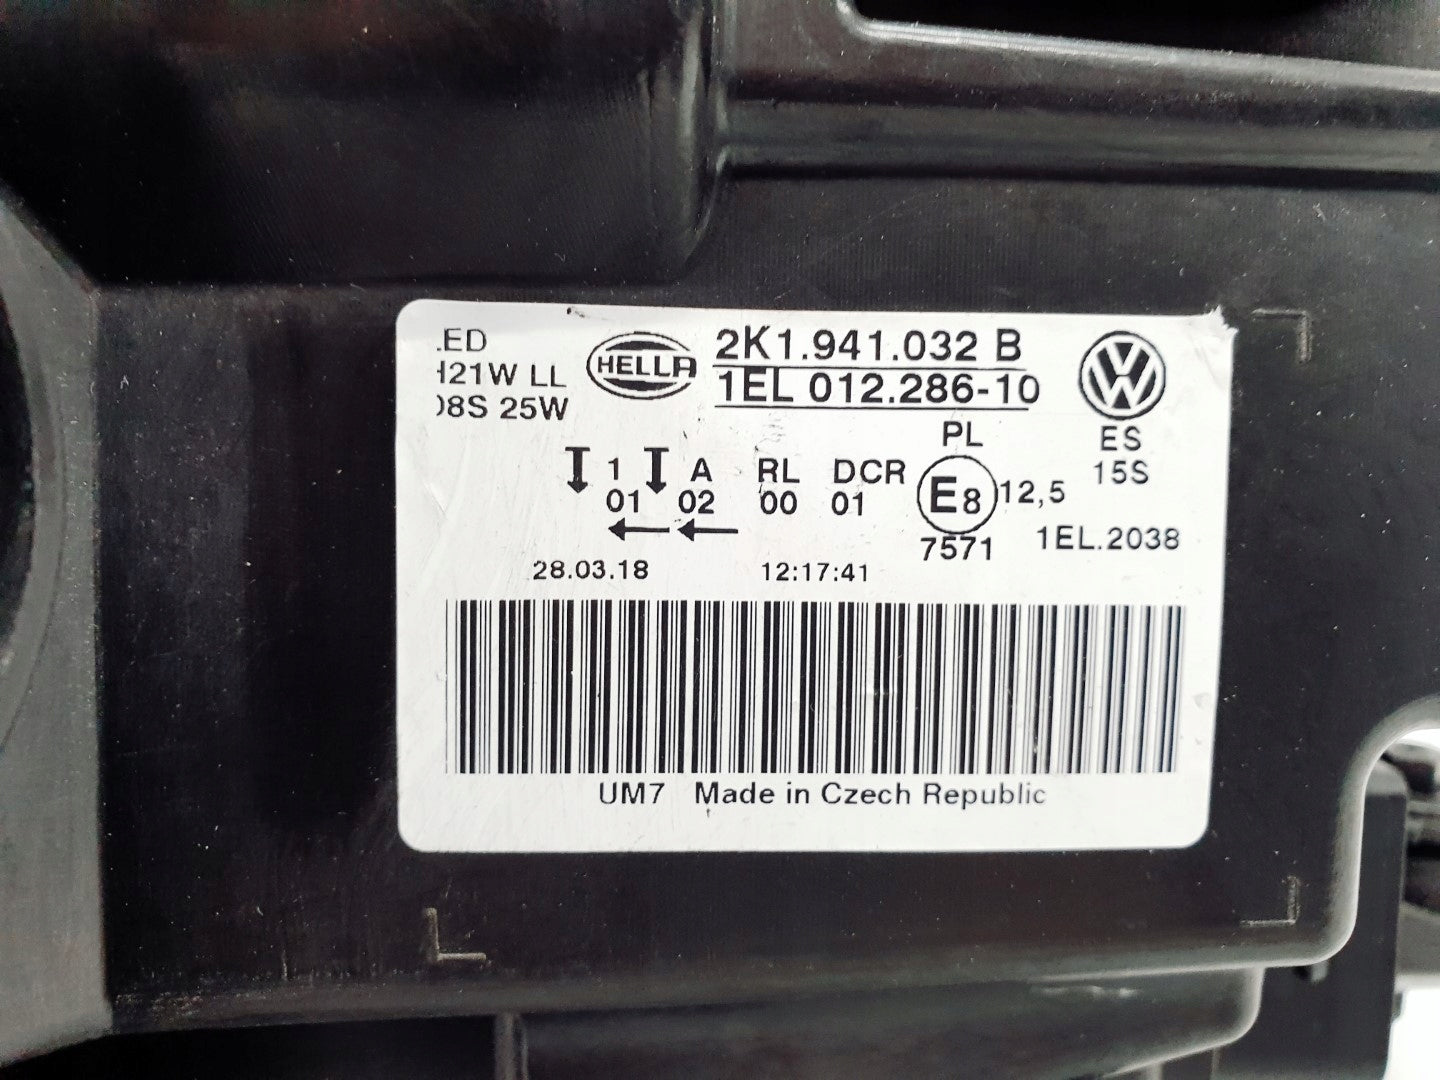 .ED
H21W LL
D8S 25W
HELLA
2K1.941.032 B
1EL 012.286-10
VW
PL
ES
15S
1 A RL DCR
01 02 00 01
E8
12,5
7571
1EL.2038
28.03.18 12:17:41
UM7 Made in Czech Republic